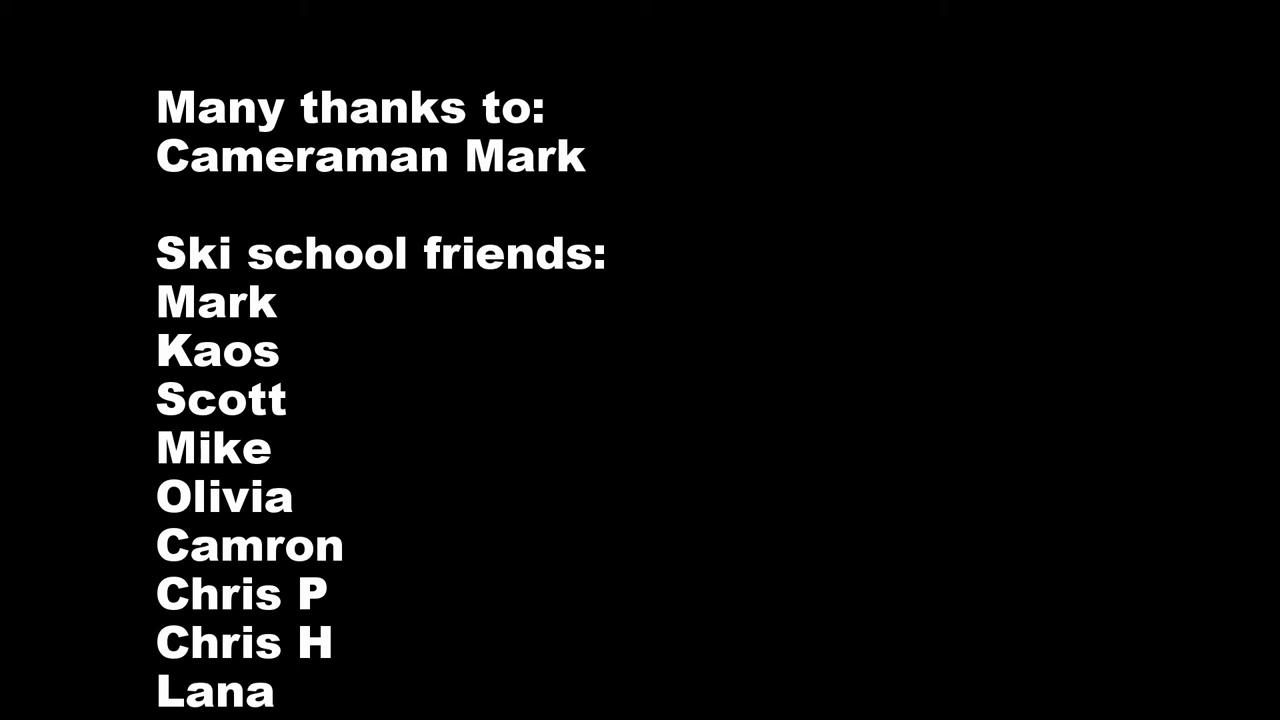 Many thanks to:
Cameraman Mark
Ski school friends:
Mark
Kaos
Scott
Mike
Olivia
Camron
Chris P
Chris H
Lana